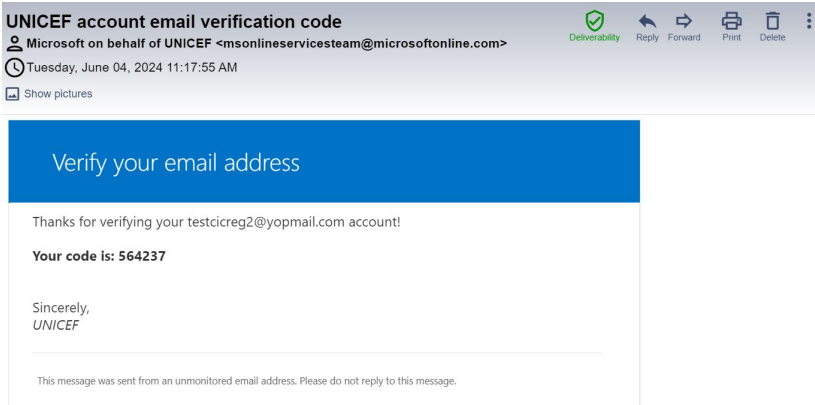 UNICEF account email verification code
Microsoft on behalf of UNICEF <msonlineservicesteam@microsoftonline.com>
Tuesday, June 04, 2024 11:17:55 AM
Show pictures
Deliverability Reply Forward Print Delete
Verify your email address
Thanks for verifying your testcicreg2@yopmail.com account!
Your code is: 564237
Sincerely,
UNICEF
This message was sent from an unmonitored email address. Please do not reply to this message.